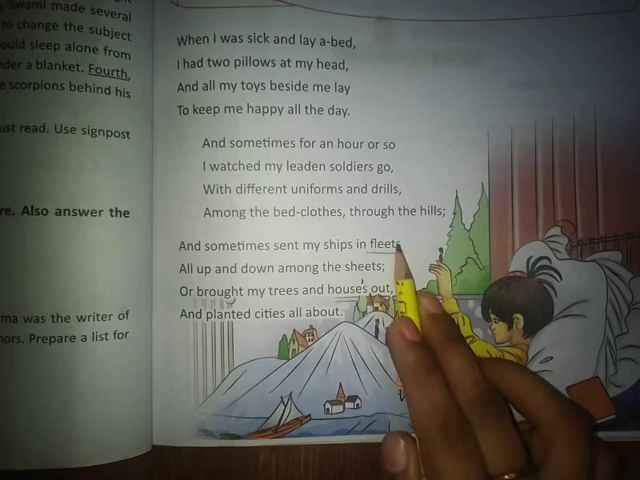 Swami made several
to change the subject
ould sleep alone from
nder a blanket. Fourth,
e scorpions behind his
ust read. Use signpost
re. Also answer the
ma was the writer of
nors. Prepare a list for
When I was sick and lay a-bed,
I had two pillows at my head,
And all my toys beside me lay
To keep me happy all the day.
And sometimes for an hour or so
I watched my leaden soldiers go,
With different uniforms and drills,
Among the bed-clothes, through the hills;
And sometimes sent my ships in fleets
All up and down among the sheets;
Or brought my trees and houses out,
And planted cities all about.